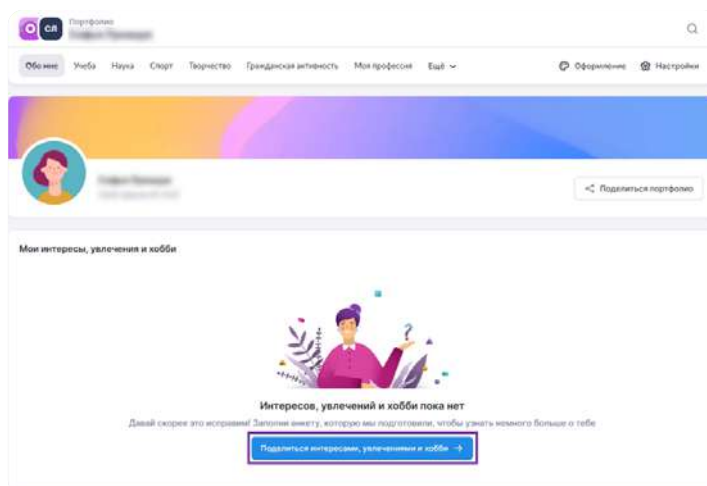 СЛ
Портфолио
Обо мне Учеба Наука Спорт Творчество Гражданская активность Моя профессия Ещё Оформление Настройки
Поделиться портфолио
Мои интересы, увлечения и хобби
Интересов, увлечений и хобби пока нет
Давай скорее это исправим! Заполни анкету, которую мы подготовили, чтобы узнать немного больше о тебе
Поделиться интересами, увлечениями и хобби →